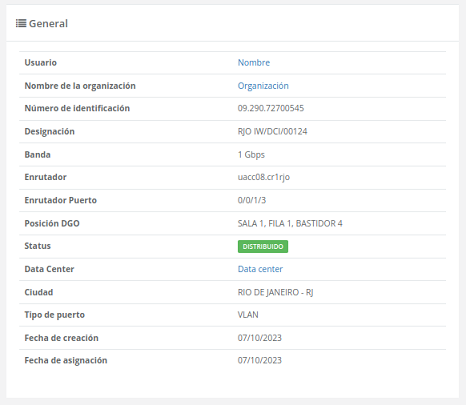 General
Usuario Nombre
Nombre de la organización Organización
Número de identificación 09.290.72700545
Designación RJO IW/DCI/00124
Banda 1 Gbps
Enrutador uacc08.cr1rjo
Enrutador Puerto 0/0/1/3
Posición DGO SALA 1, FILA 1, BASTIDOR 4
Status DISTRIBUIDO
Data Center Data center
Ciudad RIO DE JANEIRO - RJ
Tipo de puerto VLAN
Fecha de creación 07/10/2023
Fecha de asignación 07/10/2023